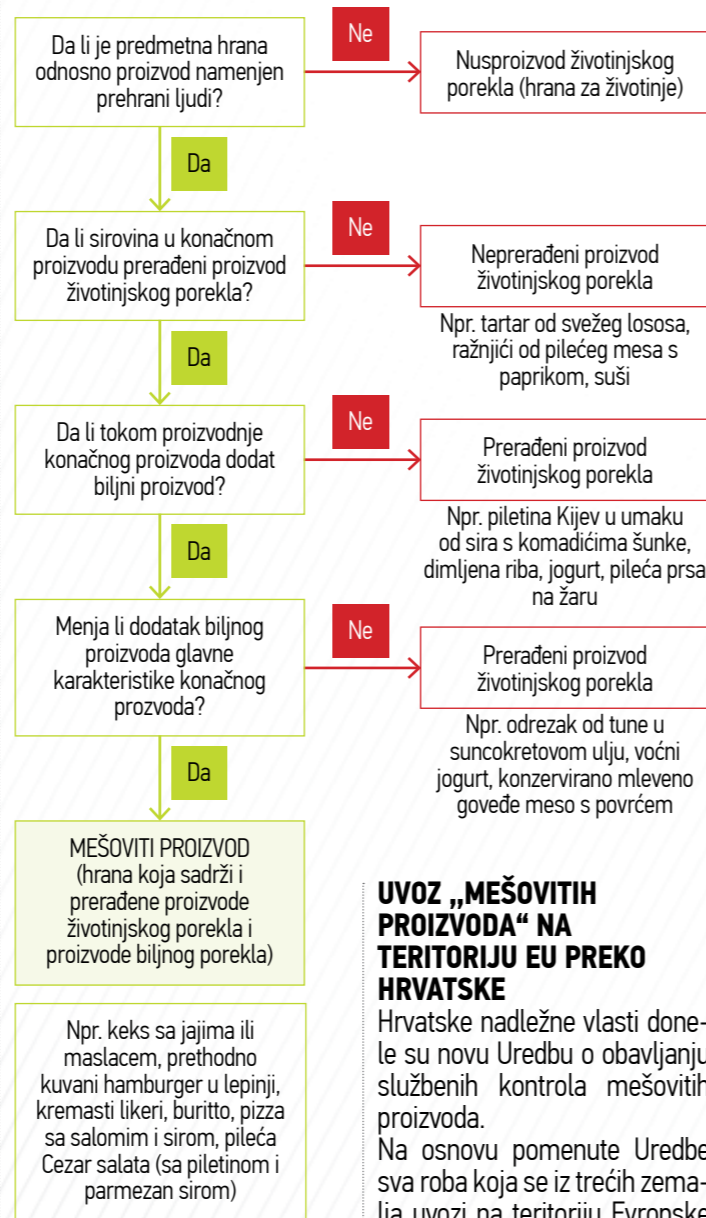 Da li je predmetna hrana
odnosno proizvod namenjen
prehrani ljudi?
Ne
Nusproizvod životinjskog
porekla (hrana za životinje)
Da
Da li sirovina u konačnom
proizvodu prerađeni proizvod
životinjskog porekla?
Ne
Neprerađeni proizvod
životinjskog porekla
Npr. tartar od svežeg lososa,
ražnjići od pilećeg mesa s
paprikom, suši
Da
Da li tokom proizvodnje
konačnog proizvoda dodat
biljni proizvod?
Ne
Prerađeni proizvod
životinjskog porekla
Npr. piletina Kijev u umaku
od sira s komadićima šunke,
dimljena riba, jogurt, pileća prsa
na žaru
Da
Menja li dodatak biljnog
proizvoda glavne
karakteristike konačnog
prozvoda?
Ne
Prerađeni proizvod
životinjskog porekla
Npr. odrezak od tune u
suncokretovom ulju, voćni
jogurt, konzervirano mleveno
goveđe meso s povrćem
Da
MEŠOVITI PROIZVOD
(hrana koja sadrži i
prerađene proizvode
životinjskog porekla i
proizvode biljnog porekla)
Npr. keks sa jajima ili
maslacem, prethodno
kuvani hamburger u lepinji,
kremasti likeri, buritto, pizza
sa salomim i sirom, pileća
Cezar salata (sa piletinom i
parmezan sirom)
UVOZ „MEŠOVITIH
PROIZVODA“ NA
TERITORIJU EU PREKO
HRVATSKE
Hrvatske nadležne vlasti done-
le su novu Uredbu o obavljanju
službenih kontrola mešovitih
proizvoda.
Na osnovu pomenute Uredbe
sva roba koja se iz trećih zema-
lja uvozi na teritoriju Evropske